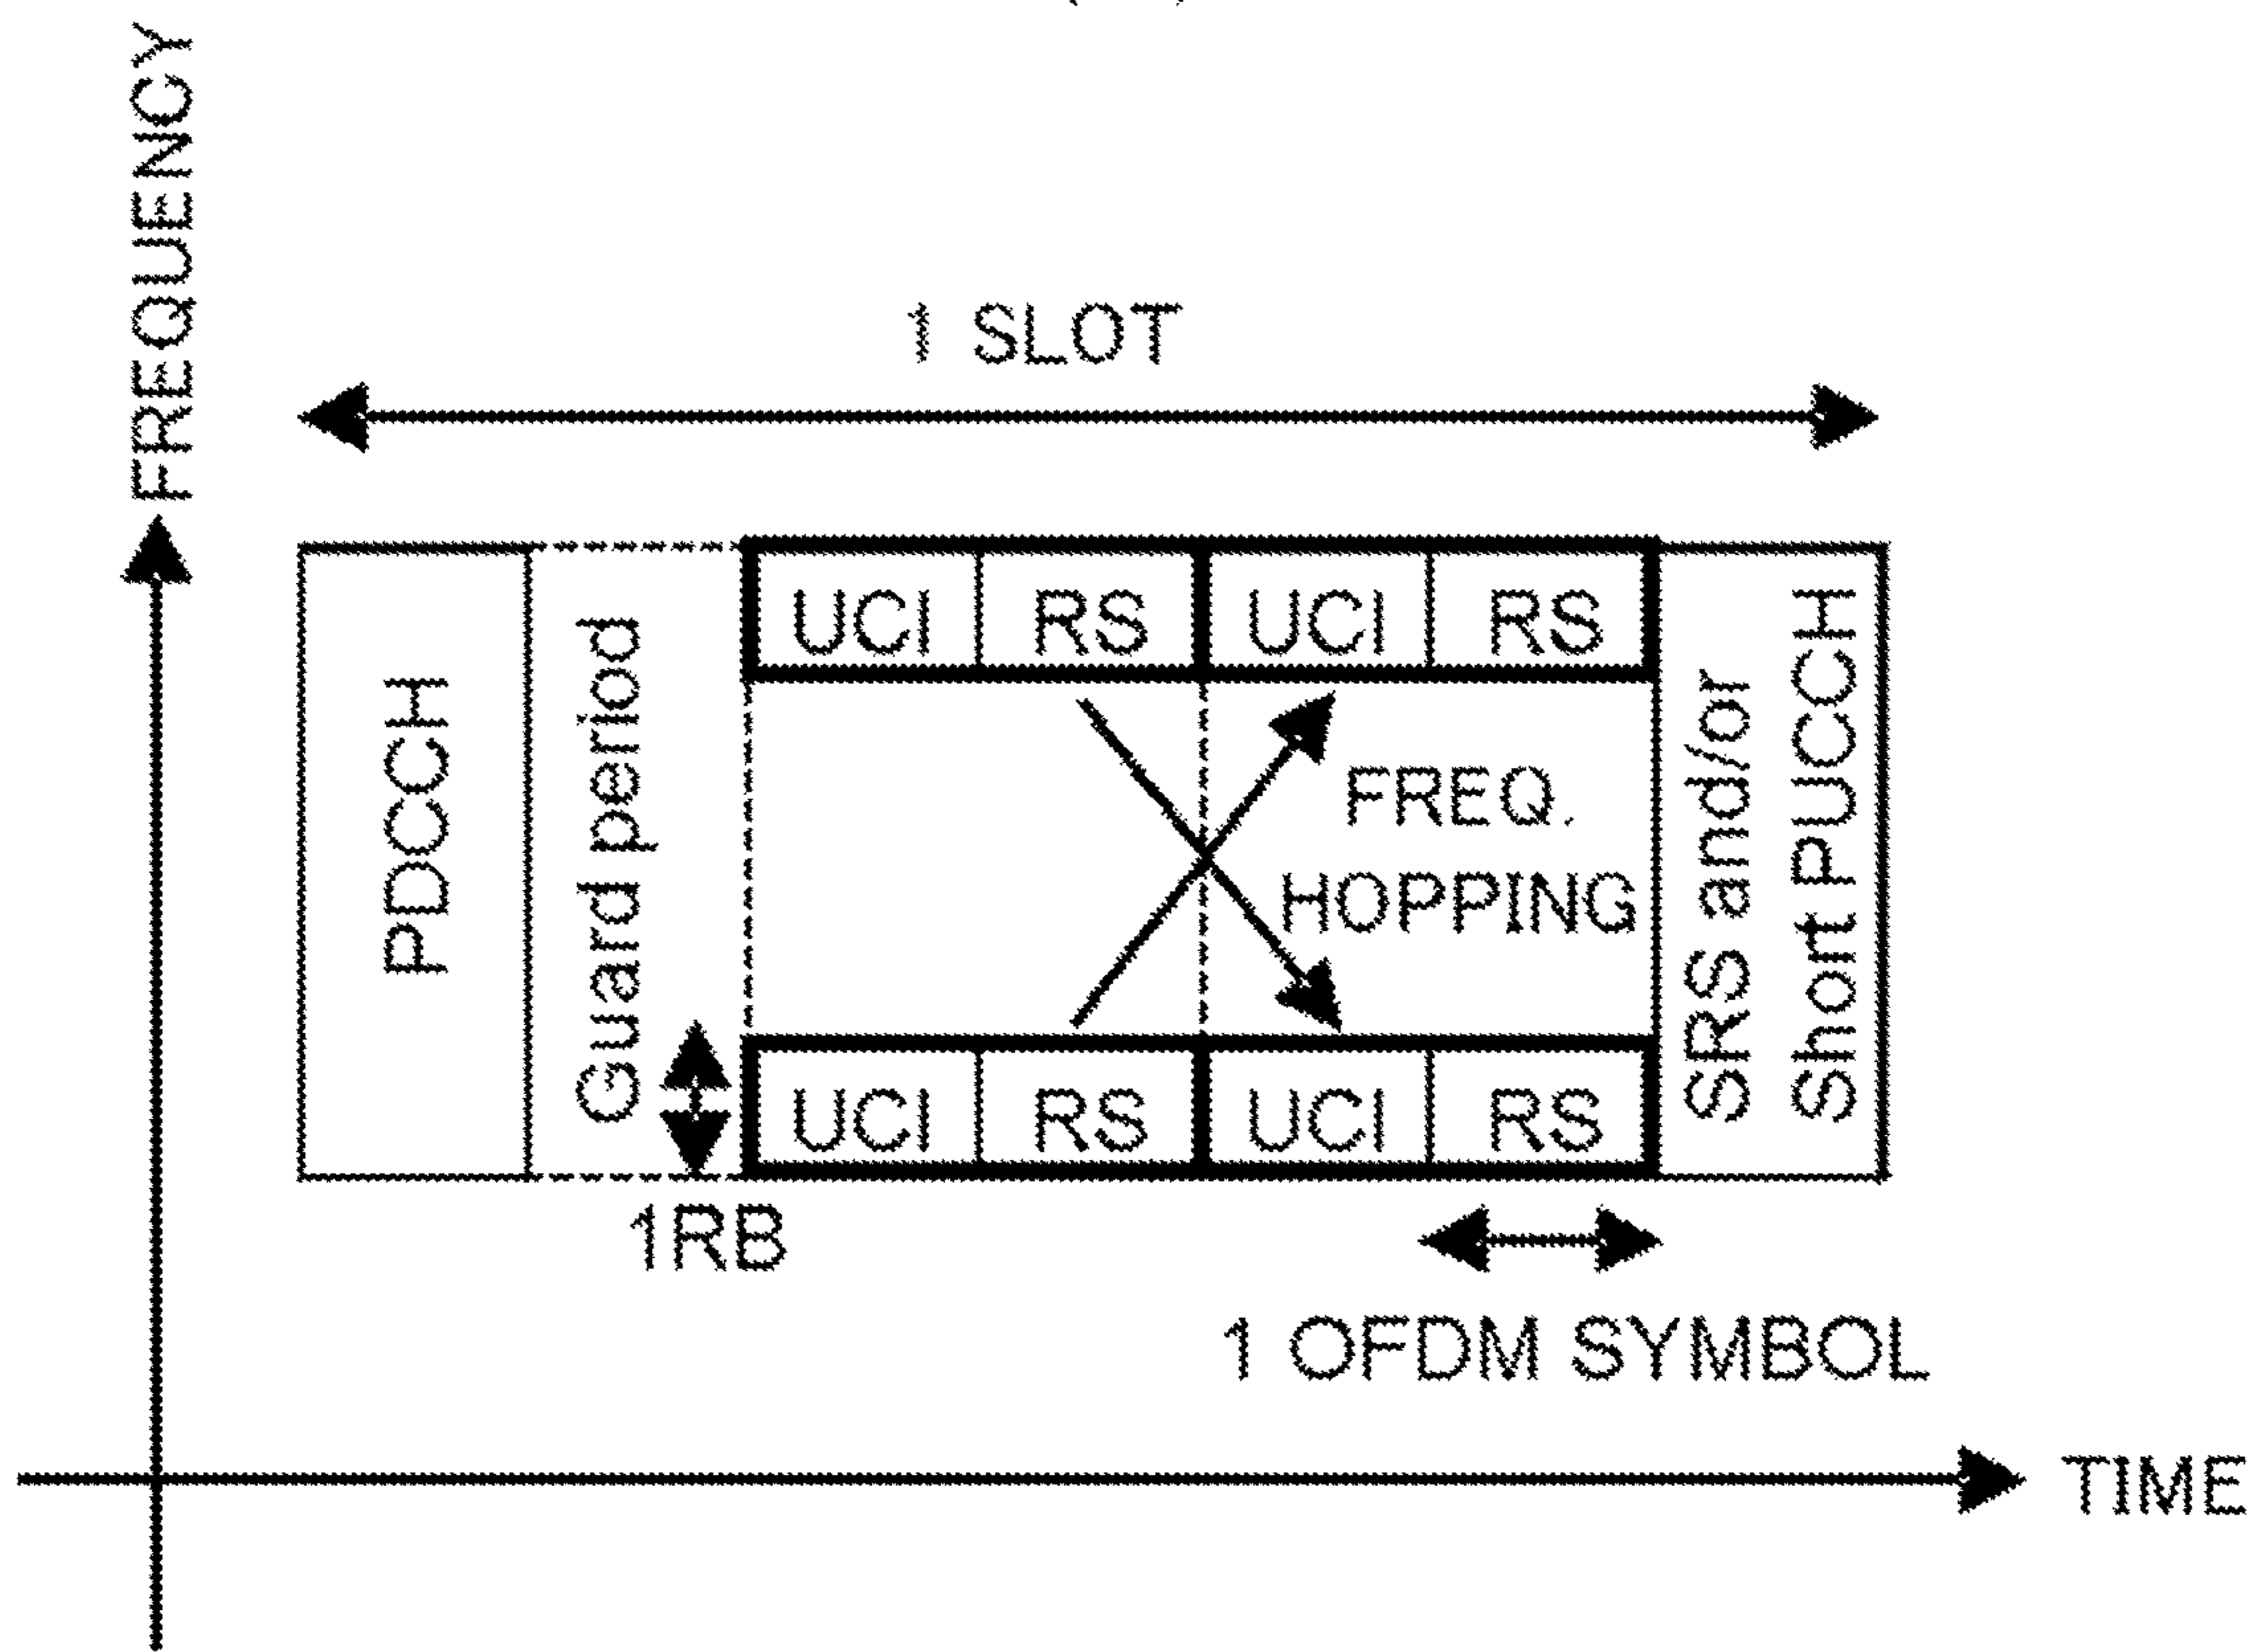 FREQUENCY
1 SLOT
PDCCH
Guard period
UCI RS UCI RS
FREQ.
HOPPING
UCI RS UCI RS
SRS and/or
Short PUCCH
1RB
1 OFDM SYMBOL
TIME